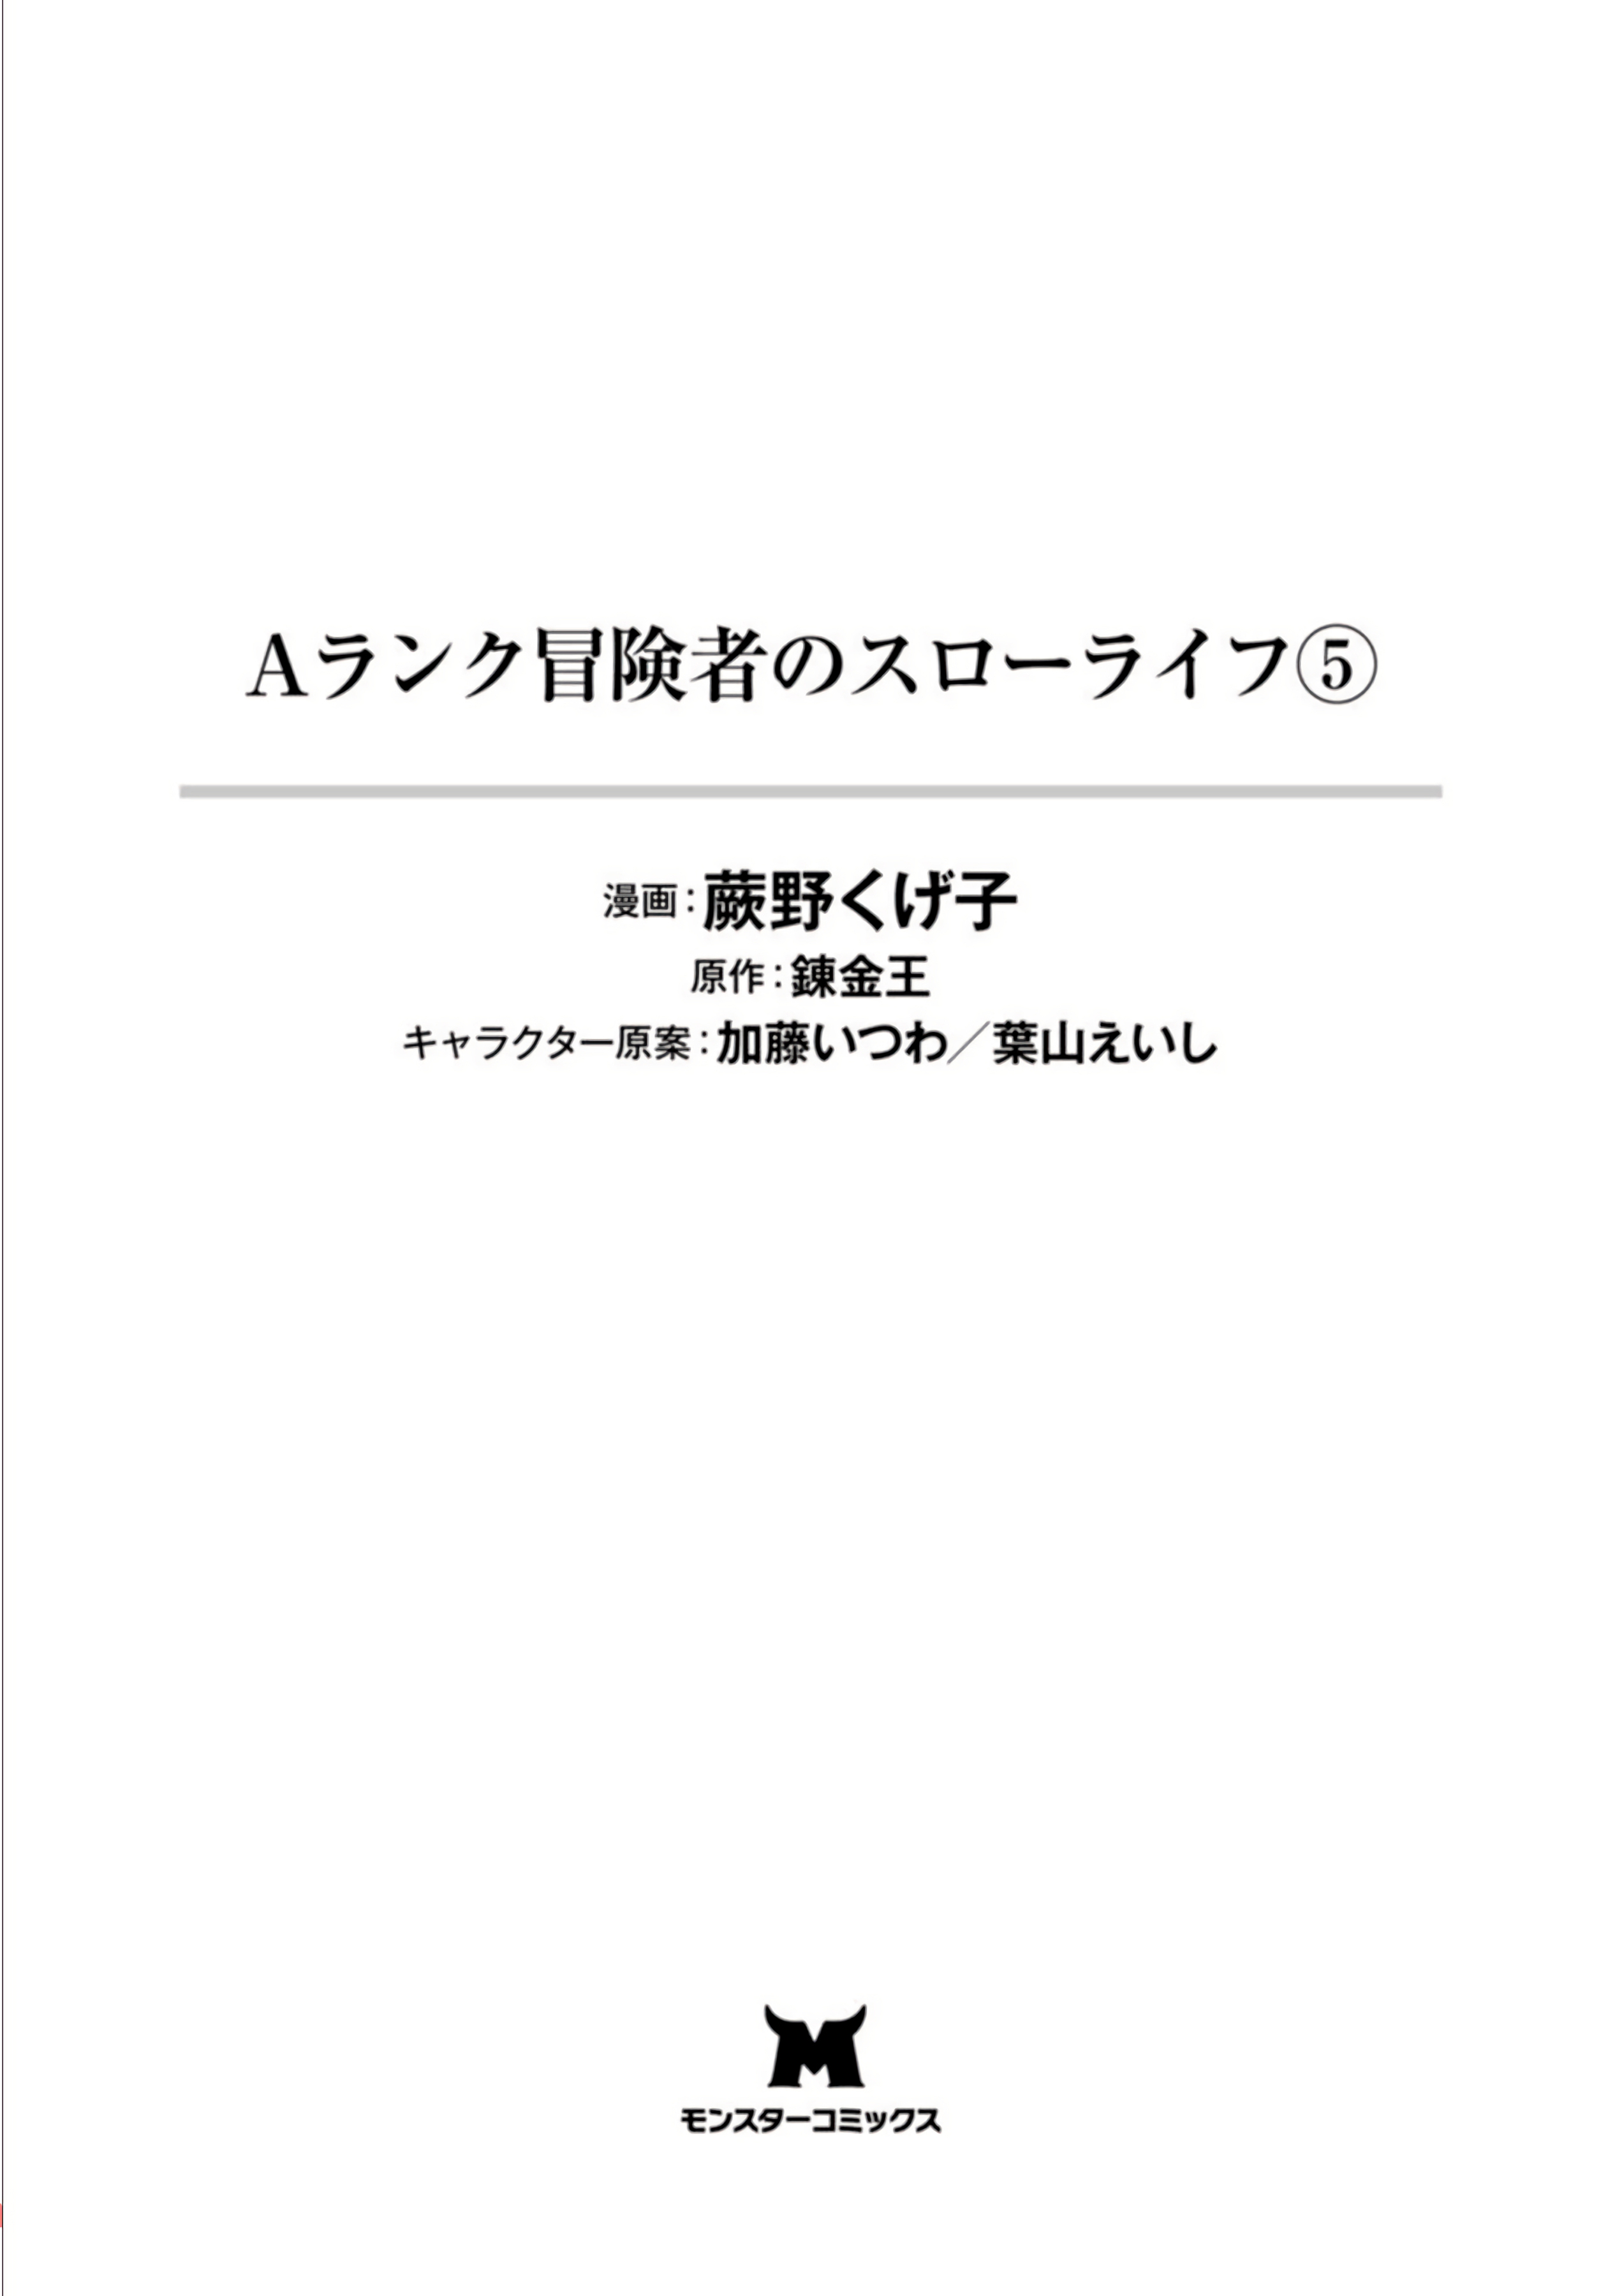 Aランク冒険者のスローライフ⑤
漫画：蕨野くげ子
原作：錬金王
キャラクター原案：加藤いつわ／葉山えいし
M
モンスターコミックス